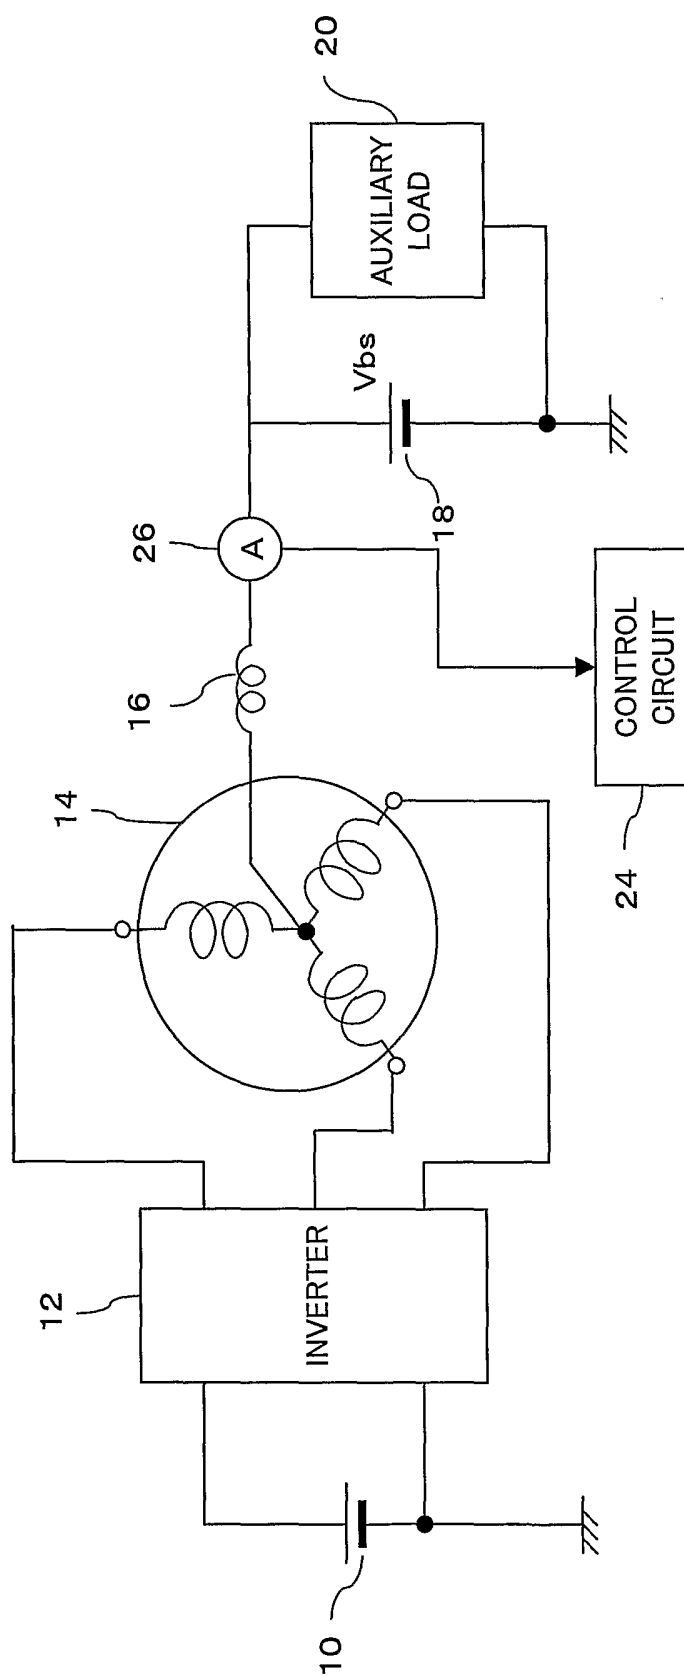 10
12
INVERTER
14
16
26
A
18
Vbs
20
AUXILIARY
LOAD
24
CONTROL
CIRCUIT